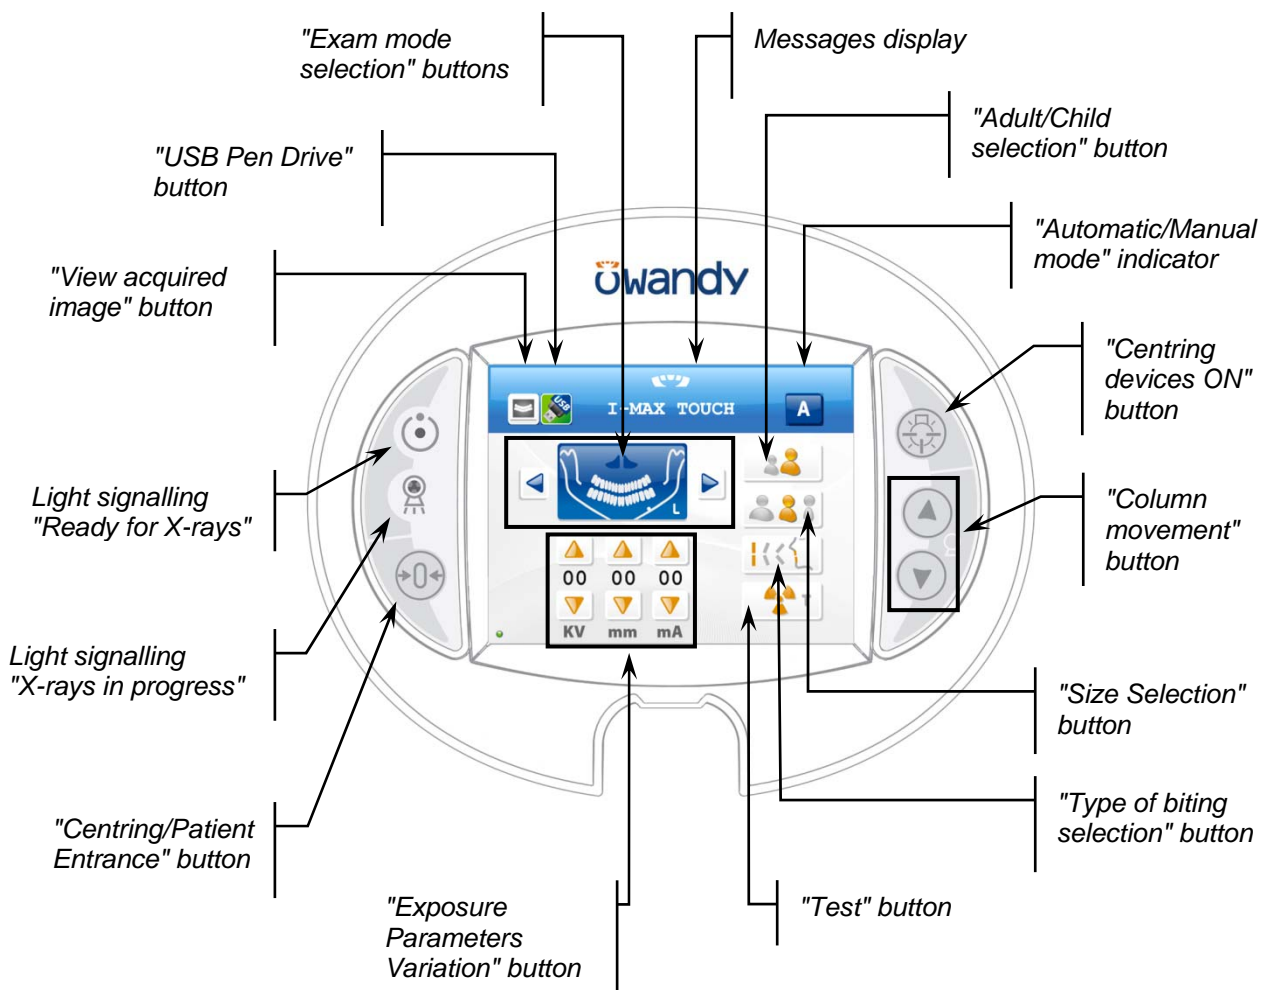 "Exam mode
selection" buttons
Messages display
"Adult/Child
selection" button
"USB Pen Drive"
button
"Automatic/Manual
mode" indicator
"View acquired
image" button
owandy
"Centring
devices ON"
button
USB
I-MAX TOUCH
A
L
Light signalling
"Ready for X-rays"
"Column
movement"
button
00 00 00
T
KV mm mA
Light signalling
"X-rays in progress"
"Size Selection"
button
"Centring/Patient
Entrance" button
"Type of biting
selection" button
"Exposure
Parameters
Variation" button
"Test" button